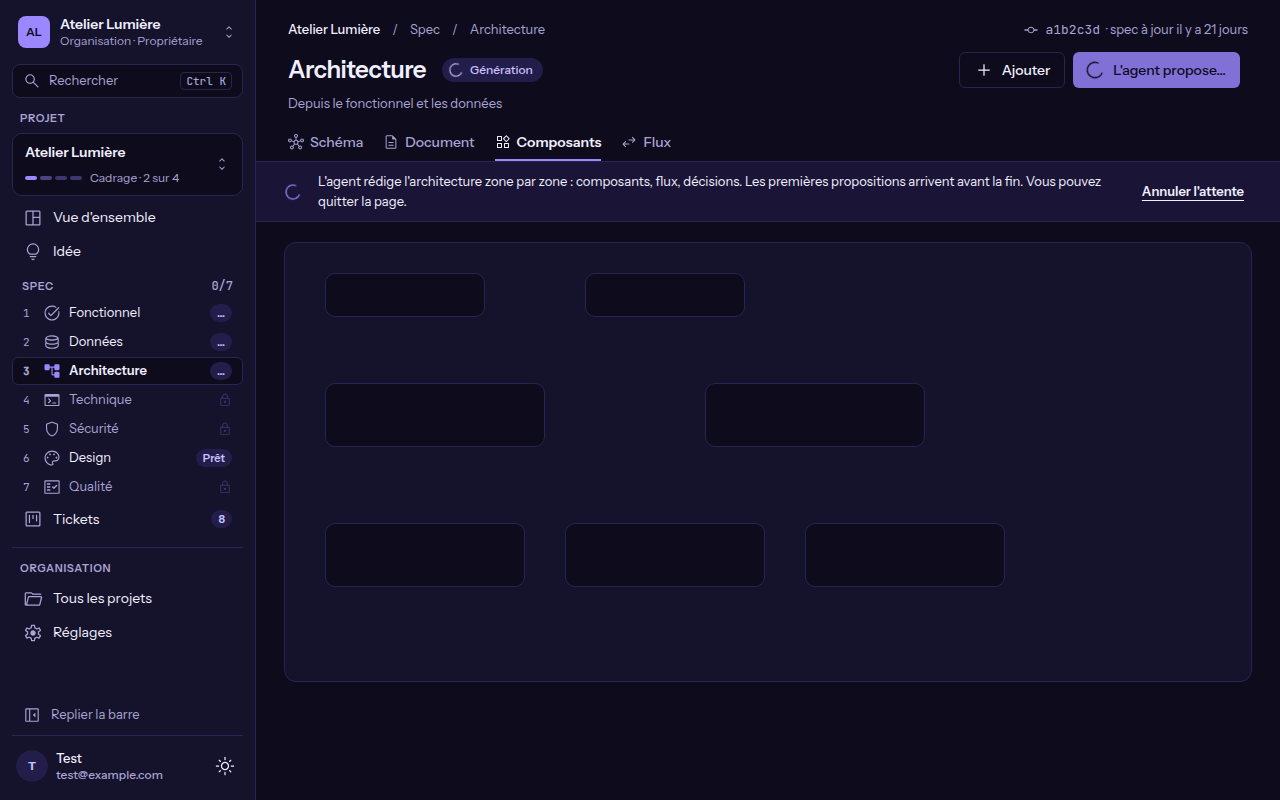 AL
Atelier Lumière
Organisation · Propriétaire
Rechercher
Ctrl K
PROJET
Atelier Lumière
Cadrage · 2 sur 4
Vue d'ensemble
Idée
SPEC 0/7
1 Fonctionnel ...
2 Données ...
3 Architecture ...
4 Technique
5 Sécurité
6 Design Prêt
7 Qualité
Tickets 8
ORGANISATION
Tous les projets
Réglages
Replier la barre
T
Test
test@example.com
Atelier Lumière / Spec / Architecture
a1b2c3d · spec à jour il y a 21 jours
Architecture
Génération
Ajouter
L'agent propose...
Depuis le fonctionnel et les données
Schéma
Document
Composants
Flux
L'agent rédige l'architecture zone par zone : composants, flux, décisions. Les premières propositions arrivent avant la fin. Vous pouvez
quitter la page.
Annuler l'attente